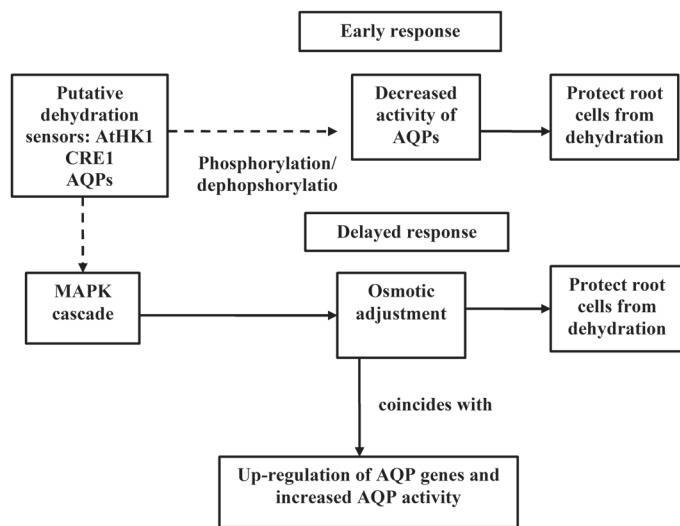 Early response
Putative
dehydration
sensors: AtHK1
CRE1
AQPs
Decreased
activity of
AQPs
Protect root
cells from
dehydration
Phosphorylation/
dephopshorylatio
Delayed response
MAPK
cascade
Osmotic
adjustment
Protect root
cells from
dehydration
coincides with
Up-regulation of AQP genes and
increased AQP activity